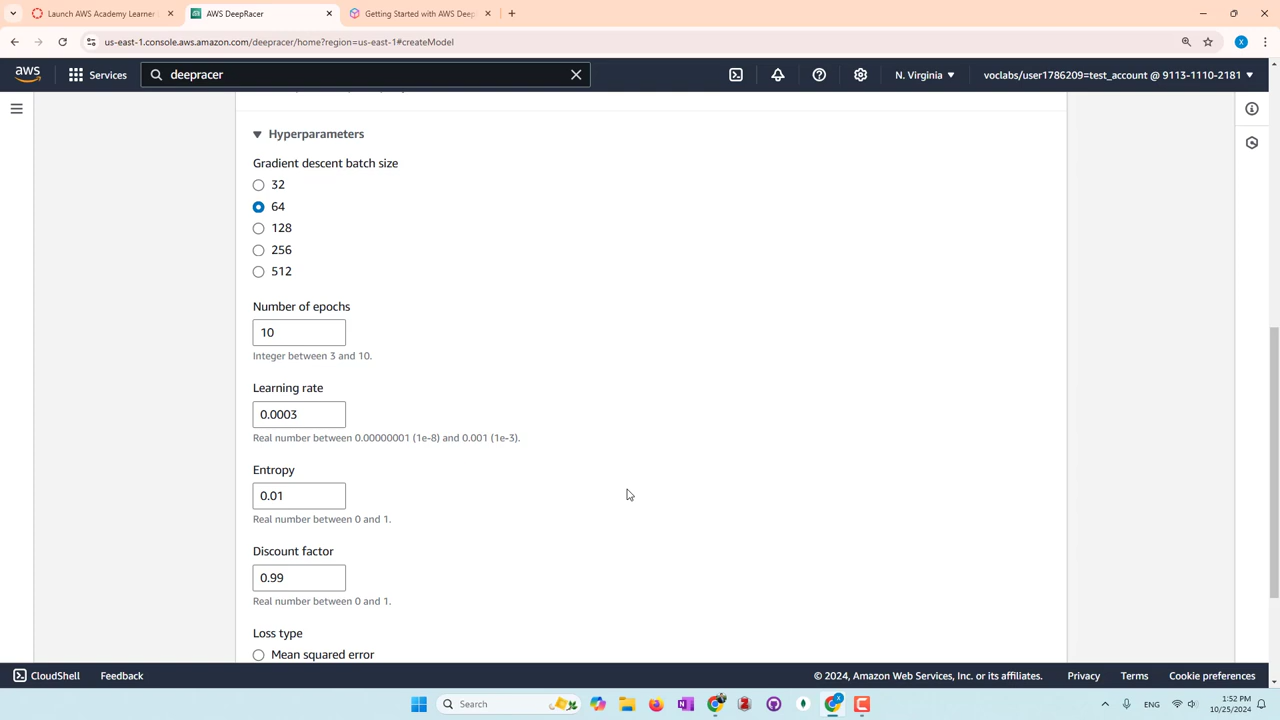 Launch AWS Academy Learner
AWS DeepRacer
Getting Started with AWS Deep
us-east-1.console.aws.amazon.com/deepracer/home?region=us-east-1#createModel
X
aws
Services
deepracer
N. Virginia
voclabs/user1786209=test_account @ 9113-1110-2181
Hyperparameters
Gradient descent batch size
32
64
128
256
512
Number of epochs
10
Integer between 3 and 10.
Learning rate
0.0003
Real number between 0.00000001 (1e-8) and 0.001 (1e-3).
Entropy
0.01
Real number between 0 and 1.
Discount factor
0.99
Real number between 0 and 1.
Loss type
Mean squared error
CloudShell
Feedback
© 2024, Amazon Web Services, Inc. or its affiliates.
Privacy
Terms
Cookie preferences
Search
ENG
1:52 PM
10/25/2024